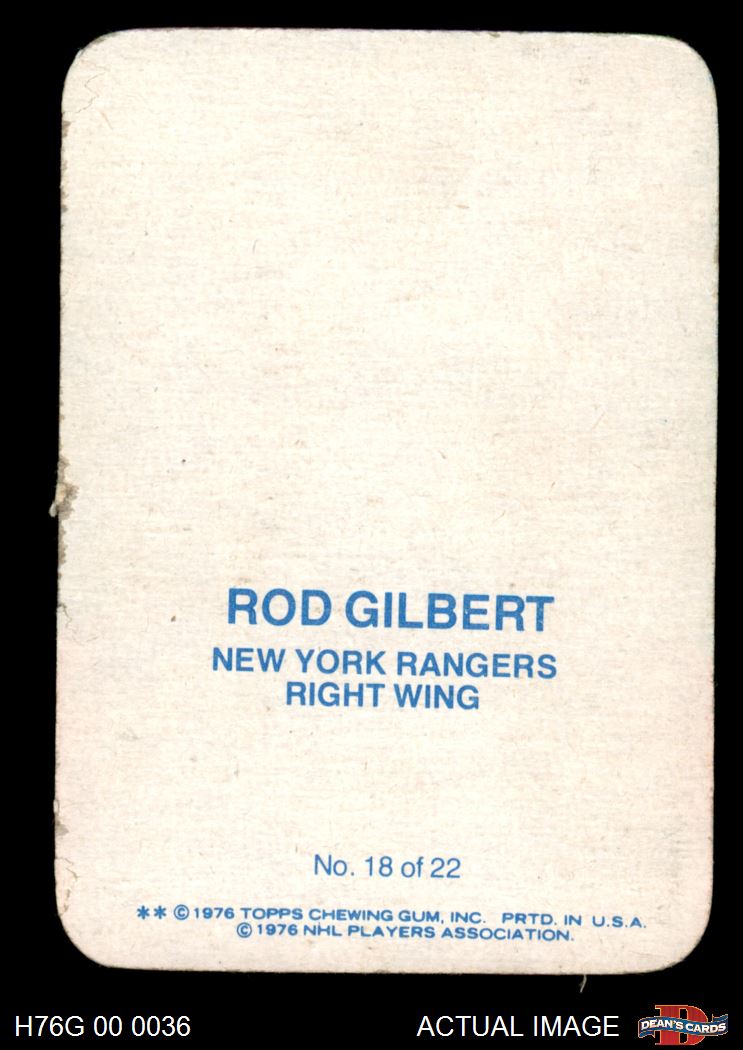 ROD GILBERT
NEW YORK RANGERS
RIGHT WING
No. 18 of 22
** ©1976 TOPPS CHEWING GUM, INC. PRTD. IN U.S.A.
©1976 NHL PLAYERS ASSOCIATION.
H76G 00 0036
ACTUAL IMAGE
D
DEAN'S CARDS